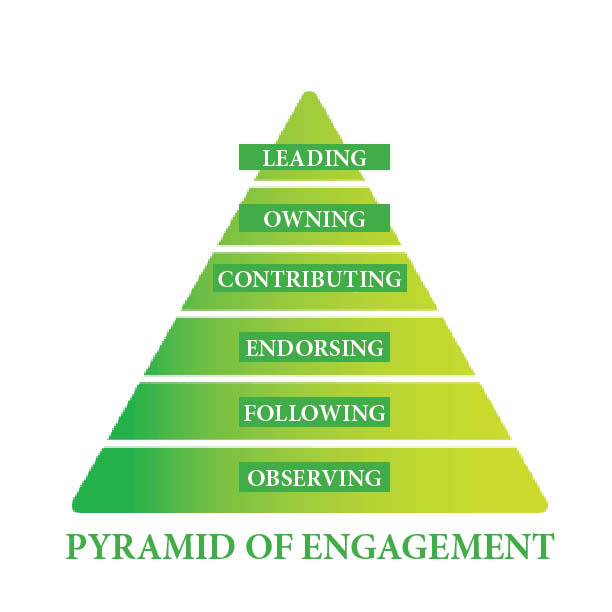 LEADING
OWNING
CONTRIBUTING
ENDORSING
FOLLOWING
OBSERVING
PYRAMID OF ENGAGEMENT